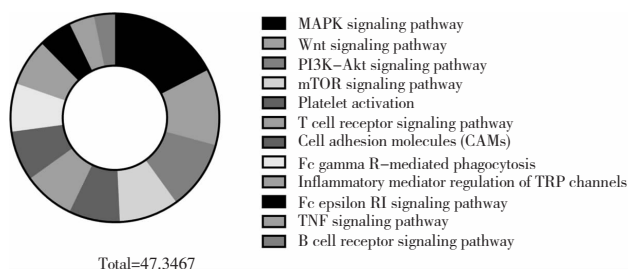 MAPK signaling pathway
Wnt signaling pathway
PI3K-Akt signaling pathway
mTOR signaling pathway
Platelet activation
T cell receptor signaling pathway
Cell adhesion molecules (CAMs)
Fc gamma R-mediated phagocytosis
Inflammatory mediator regulation of TRP channels
Fc epsilon RI signaling pathway
TNF signaling pathway
B cell receptor signaling pathway
Total=47.3467